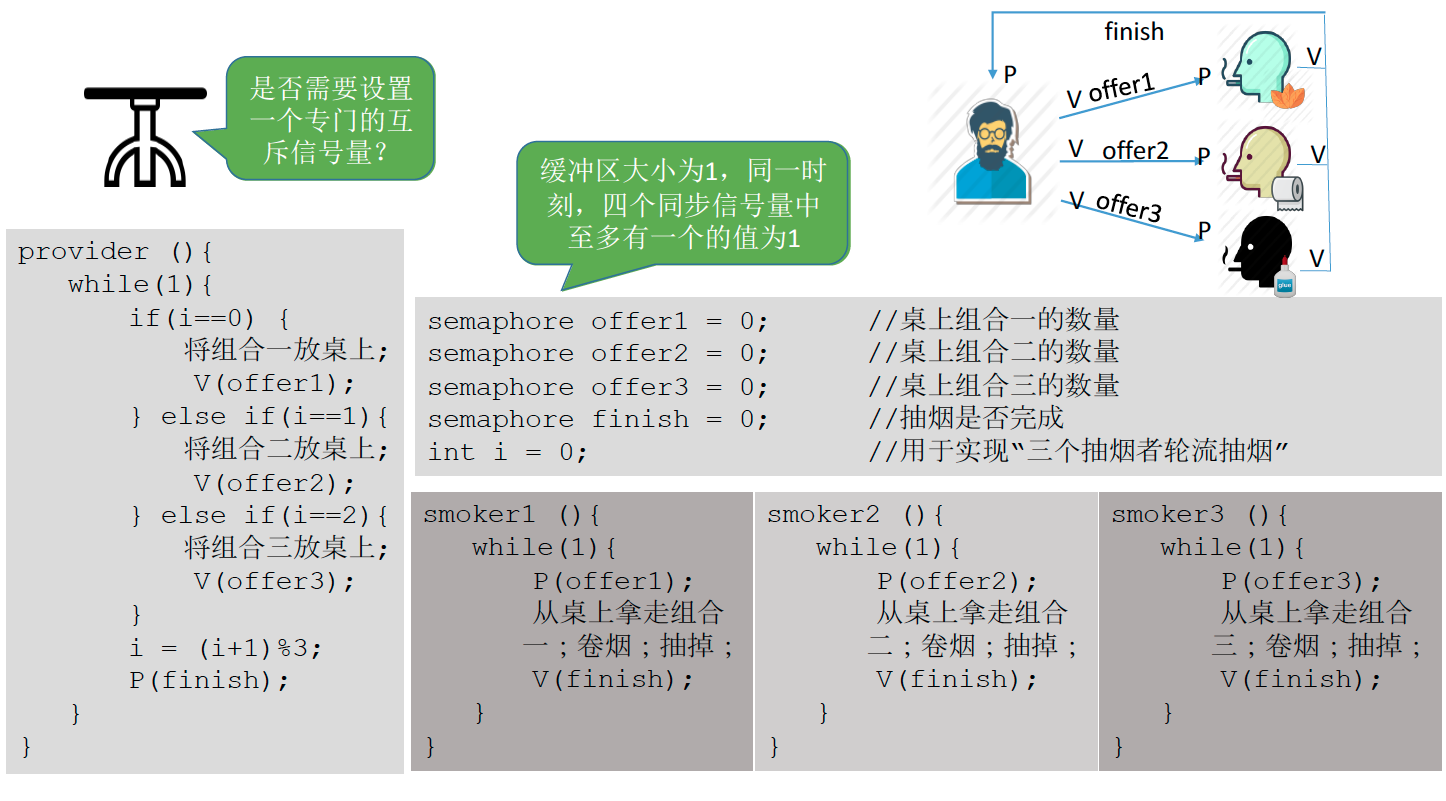 是否需要设置
一个专门的互
斥信号量？
缓冲区大小为1，同一时
刻，四个同步信号量中
至多有一个的值为1
finish
P
V offer1 P
V
V offer2 P
V
V offer3 P
V
glue
provider (){
while(1){
if(i==0) {
将组合一放桌上;
V(offer1);
} else if(i==1){
将组合二放桌上;
V(offer2);
} else if(i==2){
将组合三放桌上;
V(offer3);
}
i = (i+1)%3;
P(finish);
}
}
semaphore offer1 = 0; //桌上组合一的数量
semaphore offer2 = 0; //桌上组合二的数量
semaphore offer3 = 0; //桌上组合三的数量
semaphore finish = 0; //抽烟是否完成
int i = 0; //用于实现“三个抽烟者轮流抽烟”
smoker1 (){
while(1){
P(offer1);
从桌上拿走组合
一；卷烟；抽掉；
V(finish);
}
}
smoker2 (){
while(1){
P(offer2);
从桌上拿走组合
二；卷烟；抽掉；
V(finish);
}
}
smoker3 (){
while(1){
P(offer3);
从桌上拿走组合
三；卷烟；抽掉；
V(finish);
}
}